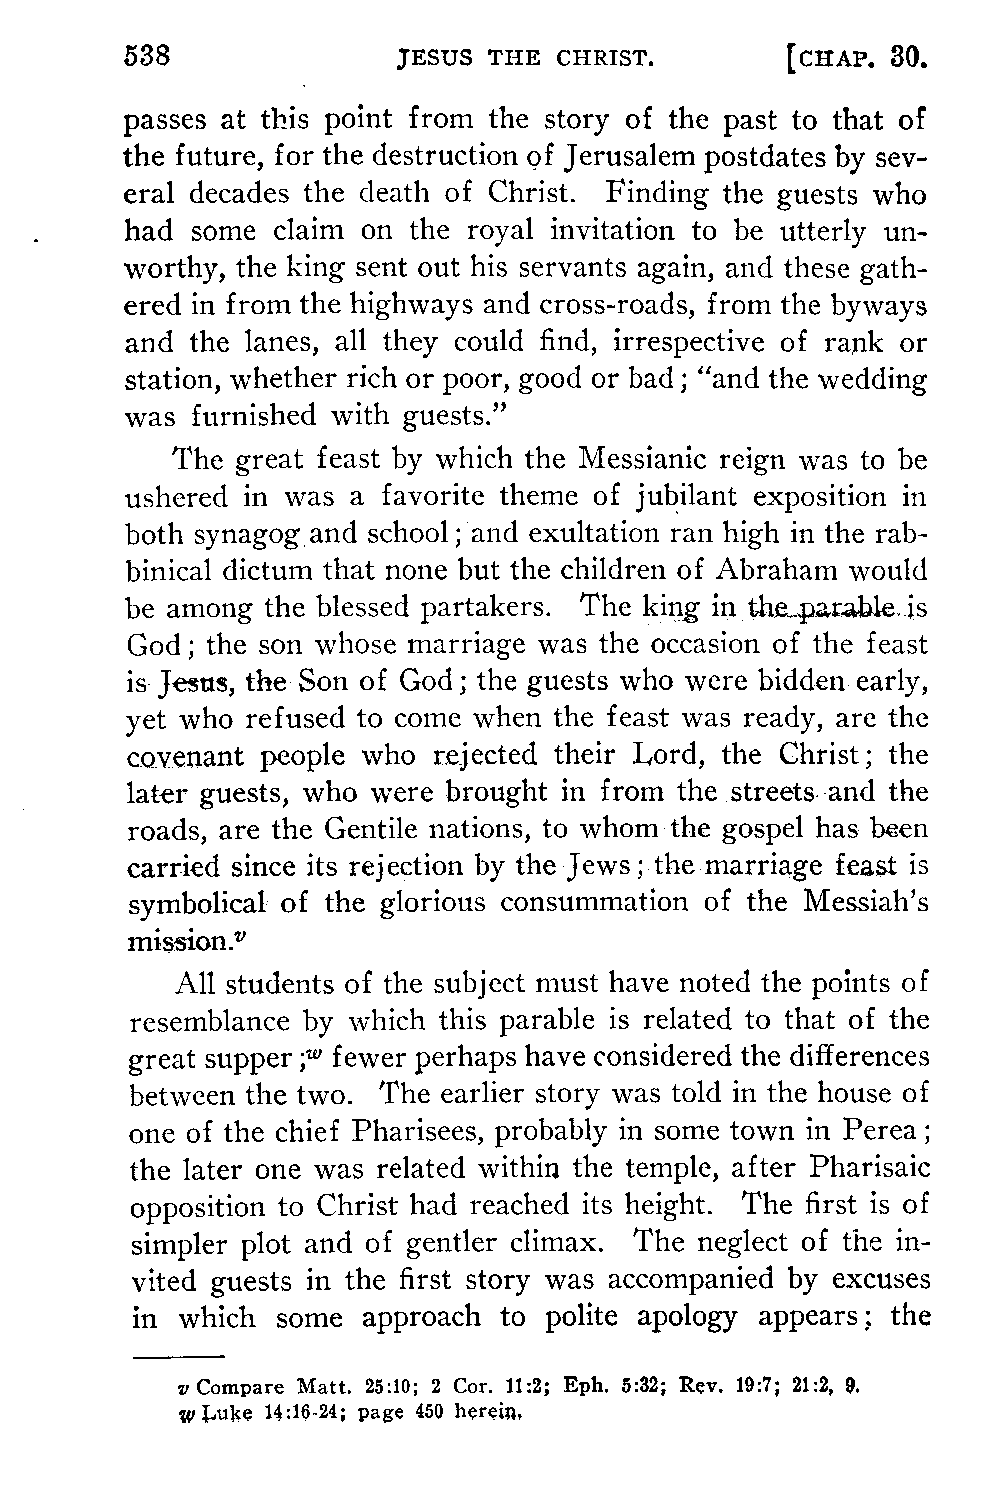 538 JESUS THE CHRIST. [CHAP. 30.
passes at this point from the story of the past to that of
the future, for the destruction of Jerusalem postdates by sev-
eral decades the death of Christ. Finding the guests who
had some claim on the royal invitation to be utterly un-
worthy, the king sent out his servants again, and these gath-
ered in from the highways and cross-roads, from the byways
and the lanes, all they could find, irrespective of rank or
station, whether rich or poor, good or bad; “and the wedding
was furnished with guests.”
The great feast by which the Messianic reign was to be
ushered in was a favorite theme of jubilant exposition in
both synagog and school; and exultation ran high in the rab-
binical dictum that none but the children of Abraham would
be among the blessed partakers. The king in the parable is
God; the son whose marriage was the occasion of the feast
is Jesus, the Son of God; the guests who were bidden early,
yet who refused to come when the feast was ready, are the
covenant people who rejected their Lord, the Christ; the
later guests, who were brought in from the streets and the
roads, are the Gentile nations, to whom the gospel has been
carried since its rejection by the Jews; the marriage feast is
symbolical of the glorious consummation of the Messiah's
mission.v
All students of the subject must have noted the points of
resemblance by which this parable is related to that of the
great supper;w fewer perhaps have considered the differences
between the two. The earlier story was told in the house of
one of the chief Pharisees, probably in some town in Perea;
the later one was related within the temple, after Pharisaic
opposition to Christ had reached its height. The first is of
simpler plot and of gentler climax. The neglect of the in-
vited guests in the first story was accompanied by excuses
in which some approach to polite apology appears; the
v Compare Matt. 25:10; 2 Cor. 11:2; Eph. 5:32; Rev. 19:7; 21:2, 9.
w Luke 14:16-24; page 450 herein.